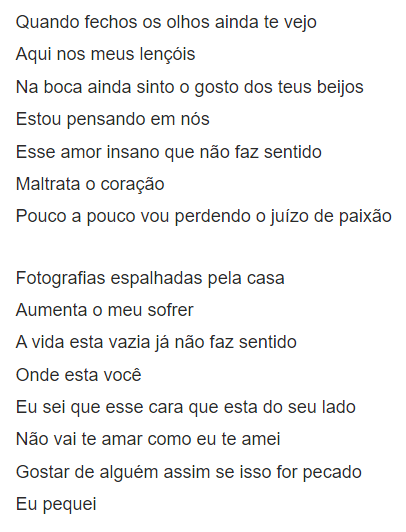 Quando fechos os olhos ainda te vejo
Aqui nos meus lençóis
Na boca ainda sinto o gosto dos teus beijos
Estou pensando em nós
Esse amor insano que não faz sentido
Maltrata o coração
Pouco a pouco vou perdendo o juízo de paixão

Fotografias espalhadas pela casa
Aumenta o meu sofrer
A vida esta vazia já não faz sentido
Onde esta você
Eu sei que esse cara que esta do seu lado
Não vai te amar como eu te amei
Gostar de alguém assim se isso for pecado
Eu pequei